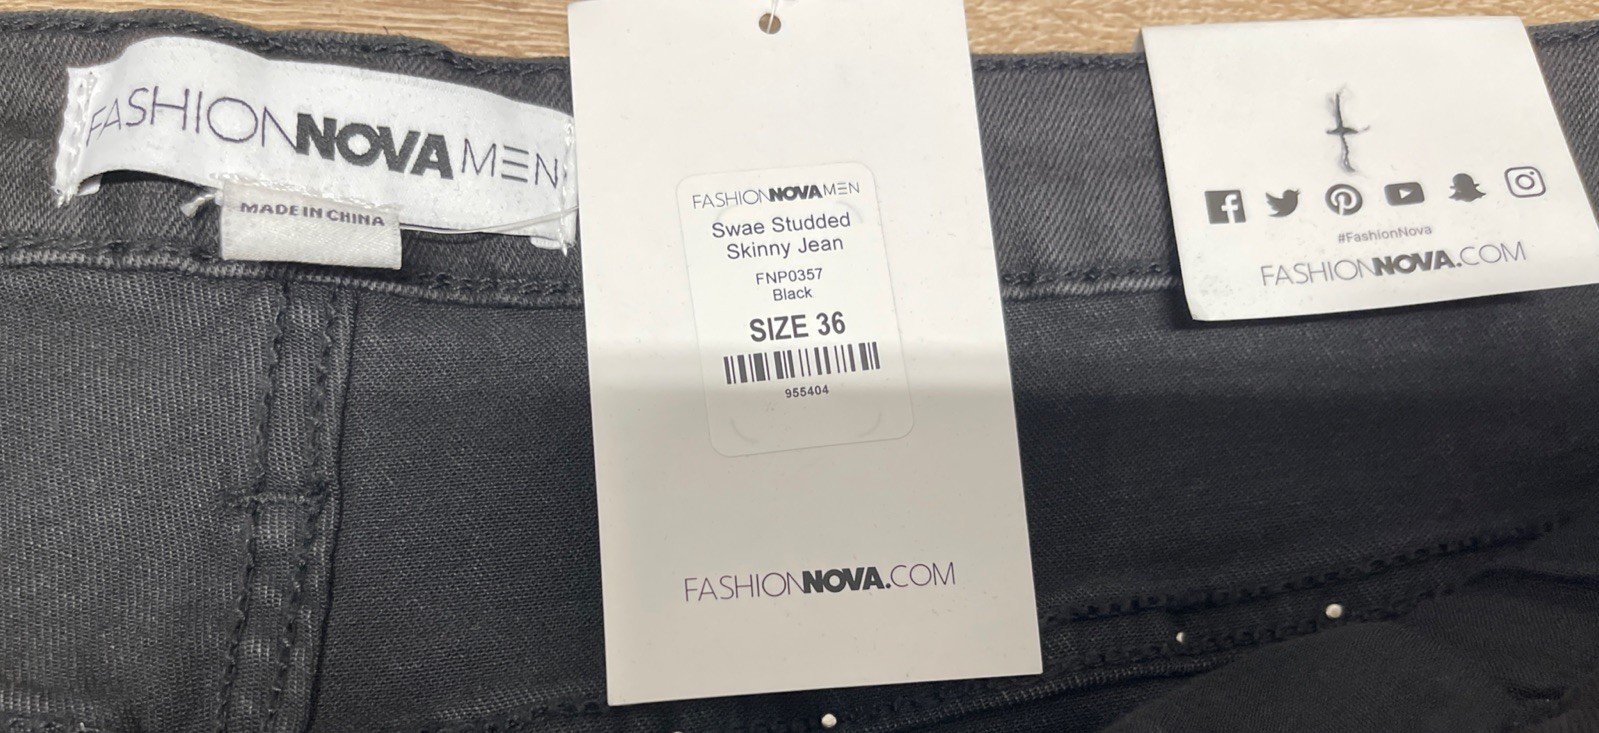 FASHIONNOVAMEN
MADE IN CHINA
FASHIONNOVAMEN
Swae Studded
Skinny Jean
FNP0357
Black
SIZE 36
955404
FASHIONNOVA.COM
#FashionNova
FASHIONNOVA.COM